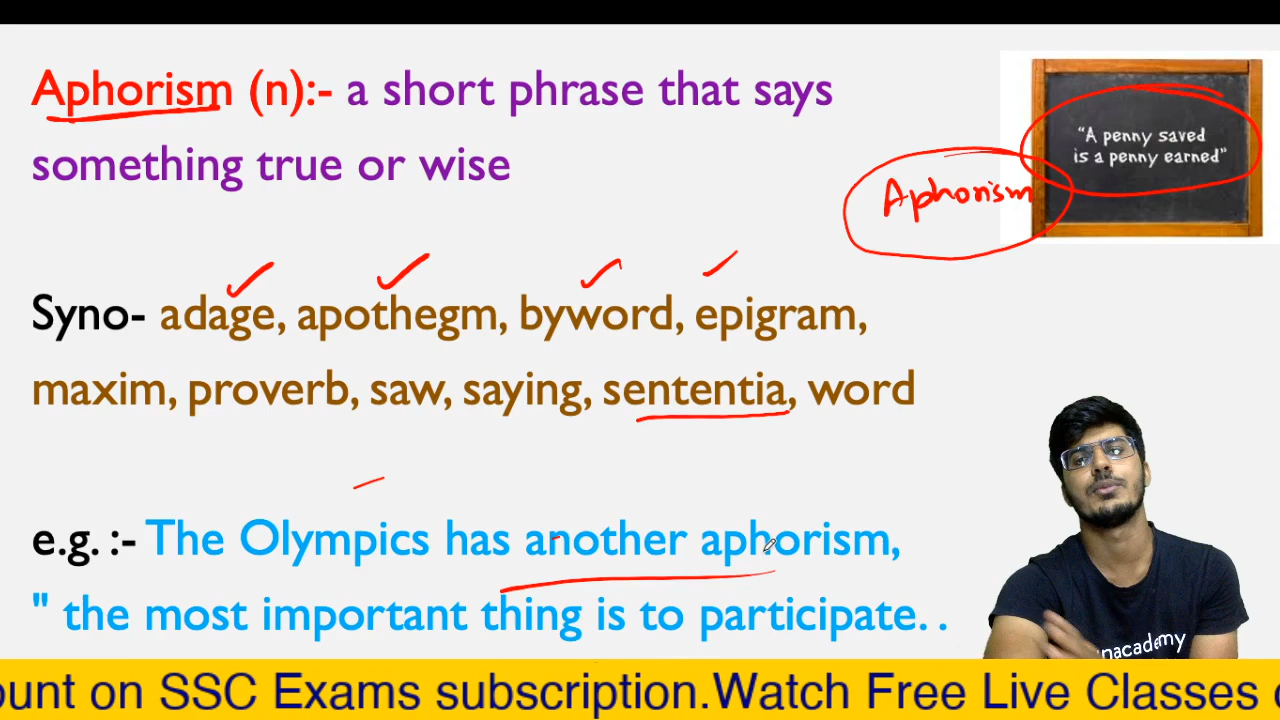 Aphorism (n):- a short phrase that says
something true or wise
"A penny saved
is a penny earned"
Aphorism
Syno- adage, apothegm, byword, epigram,
maxim, proverb, saw, saying, sententia, word
e.g. :- The Olympics has another aphorism,
" the most important thing is to participate. .
unacademy
ount on SSC Exams subscription.Watch Free Live Classes